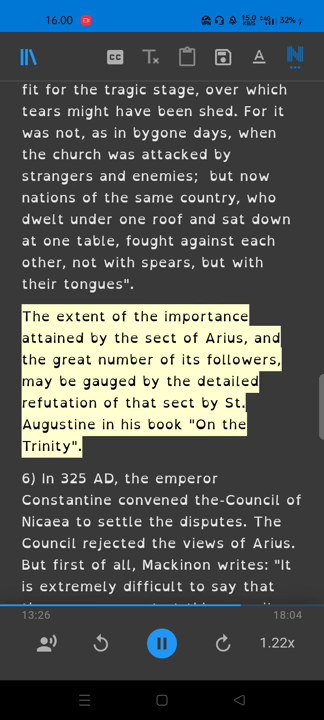 16.00
15.0
KB/S
32%
CC
T×
A
N
fit for the tragic stage, over which
tears might have been shed. For it
was not, as in bygone days, when
the church was attacked by
strangers and enemies;  but now
nations of the same country, who
dwelt under one roof and sat down
at one table, fought against each
other, not with spears, but with
their tongues".
The extent of the importance
attained by the sect of Arius, and
the great number of its followers,
may be gauged by the detailed
refutation of that sect by St.
Augustine in his book "On the
Trinity".
6) In 325 AD, the emperor
Constantine convened the-Council of
Nicaea to settle the disputes. The
Council rejected the views of Arius.
But first of all, Mackinon writes: "It
is extremely difficult to say that
13:26
18:04
1.22x